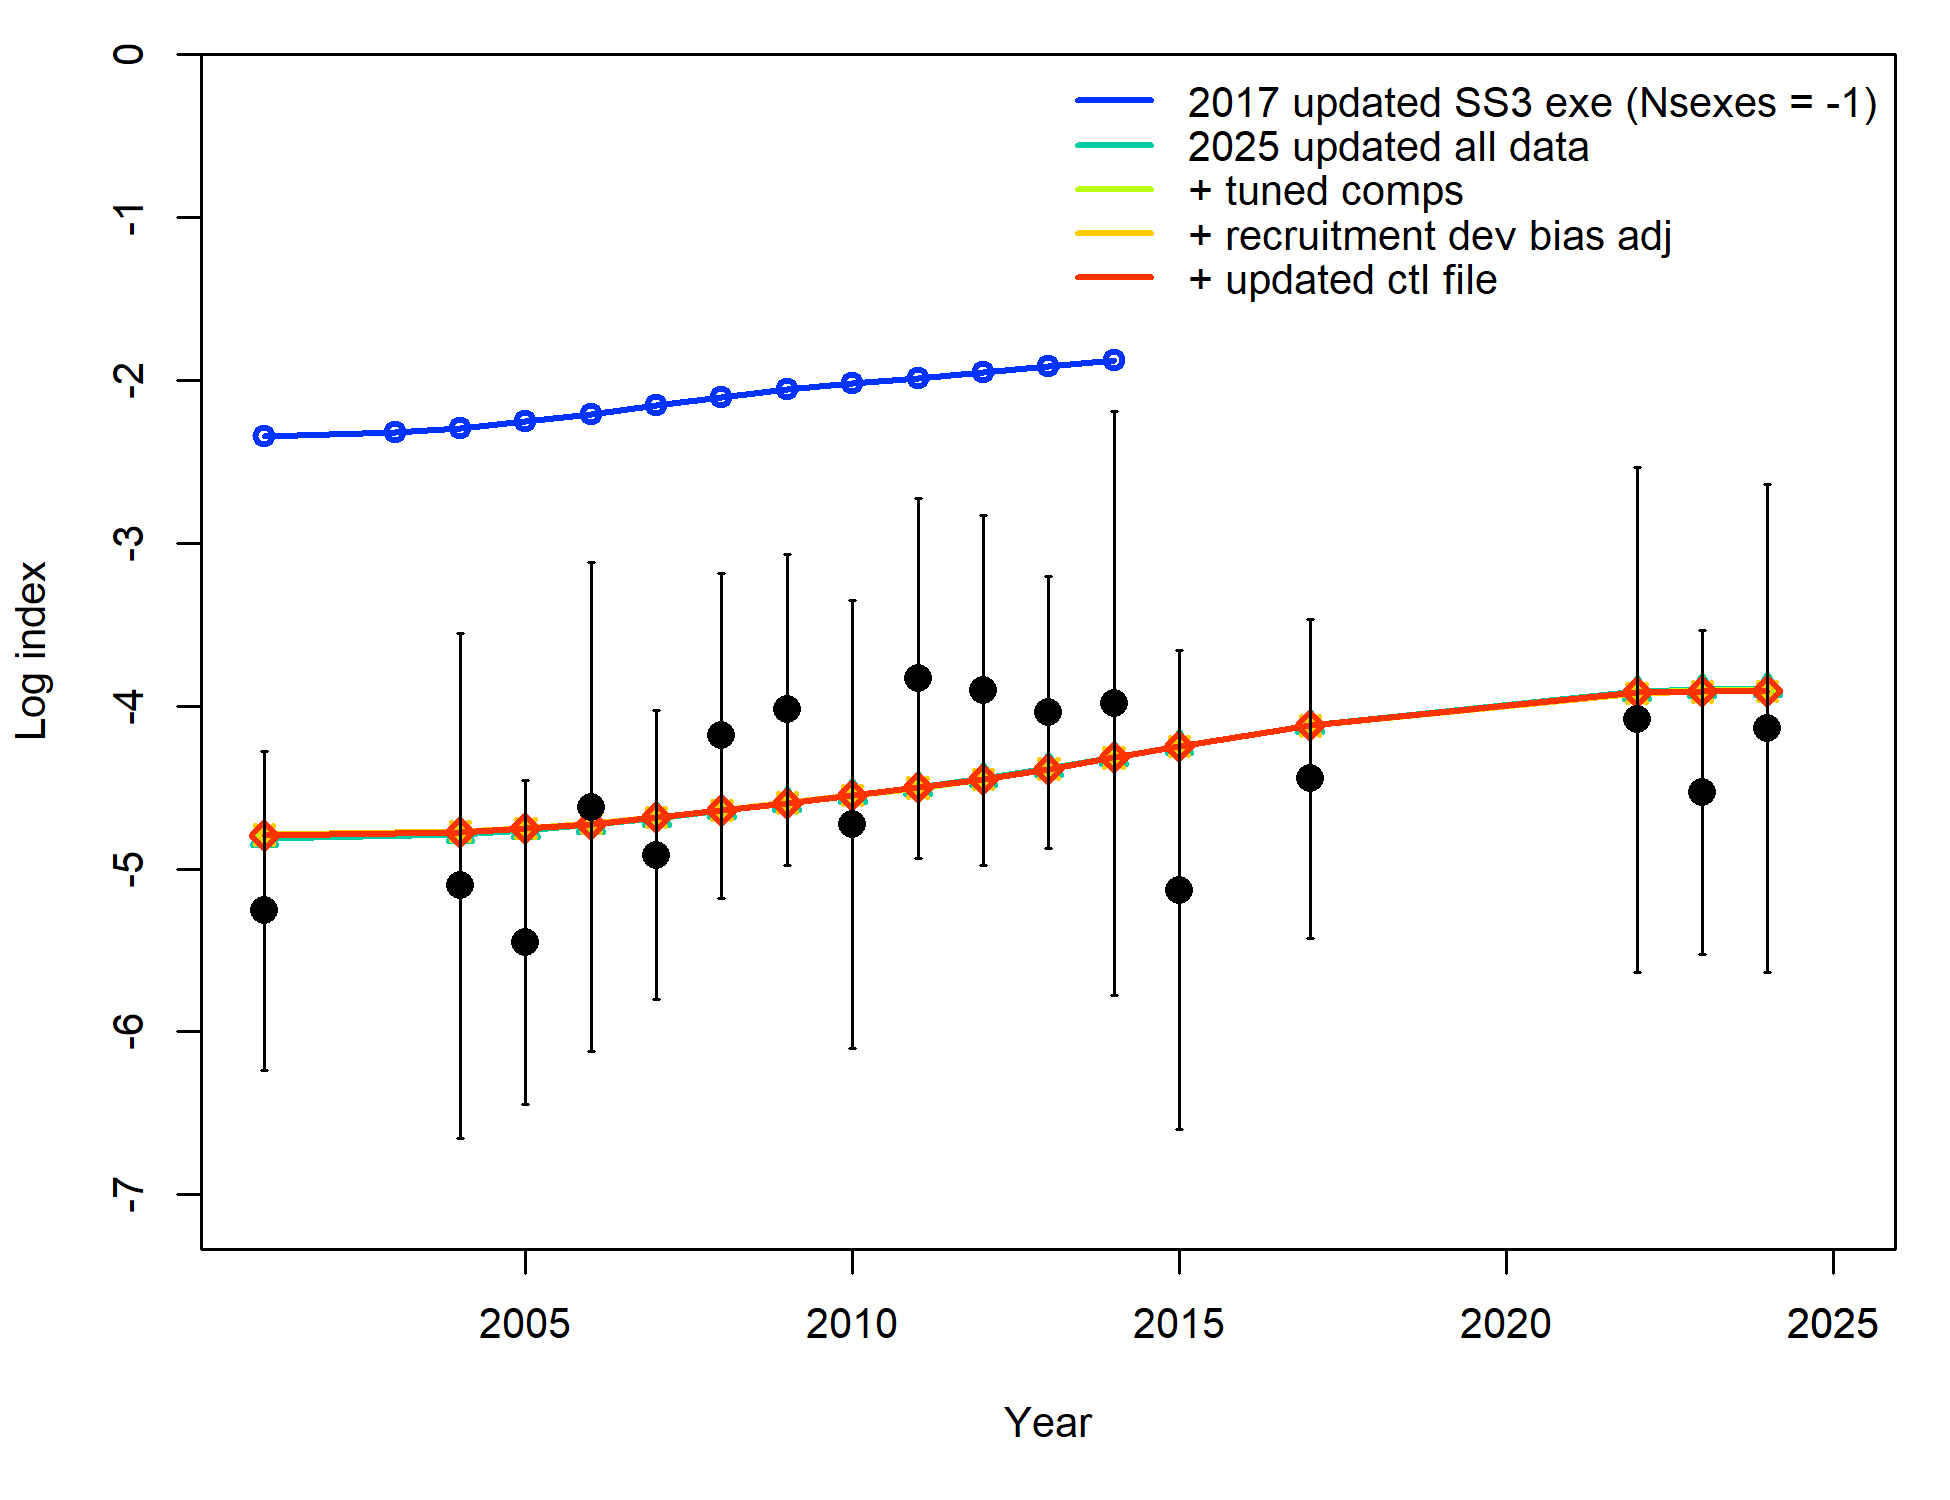 0
-1
-2
-3
-4
-5
-6
-7
Log index
2017 updated SS3 exe (Nsexes = -1)
2025 updated all data
+ tuned comps
+ recruitment dev bias adj
+ updated ctl file
2005
2010
2015
2020
2025
Year